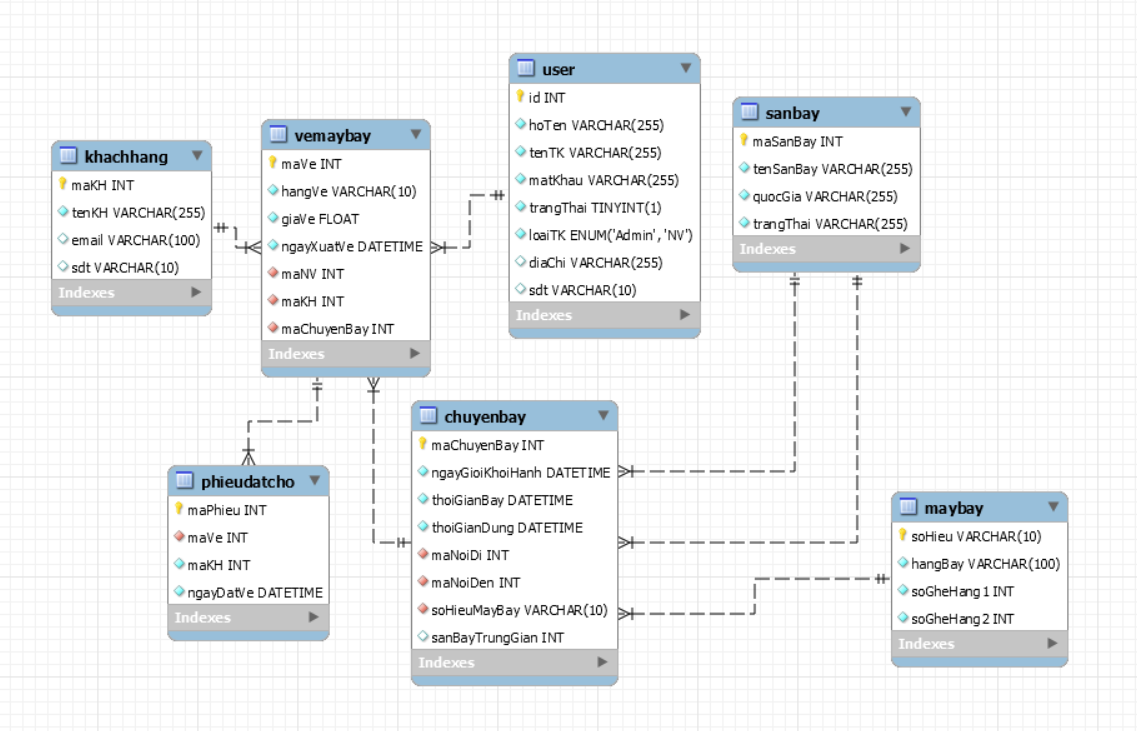 khachhang
maKH INT
tenKH VARCHAR(255)
email VARCHAR(100)
sdt VARCHAR(10)
Indexes
vemaybay
maVe INT
hangVe VARCHAR(10)
giaVe FLOAT
ngayXuatVe DATETIME
maNV INT
maKH INT
maChuyenBay INT
Indexes
user
id INT
hoTen VARCHAR(255)
tenTK VARCHAR(255)
matKhau VARCHAR(255)
trangThai TINYINT(1)
loaiTK ENUM('Admin', 'NV')
diaChi VARCHAR(255)
sdt VARCHAR(10)
Indexes
sanbay
maSanBay INT
tenSanBay VARCHAR(255)
quocGia VARCHAR(255)
trangThai VARCHAR(255)
Indexes
phieudatcho
maPhieu INT
maVe INT
maKH INT
ngayDatVe DATETIME
Indexes
chuyenbay
maChuyenBay INT
ngayGioiKhoiHanh DATETIME
thoiGianBay DATETIME
thoiGianDung DATETIME
maNoiDi INT
maNoiDen INT
soHieuMayBay VARCHAR(10)
sanBayTrungGian INT
Indexes
maybay
soHieu VARCHAR(10)
hangBay VARCHAR(100)
soGheHang1 INT
soGheHang2 INT
Indexes